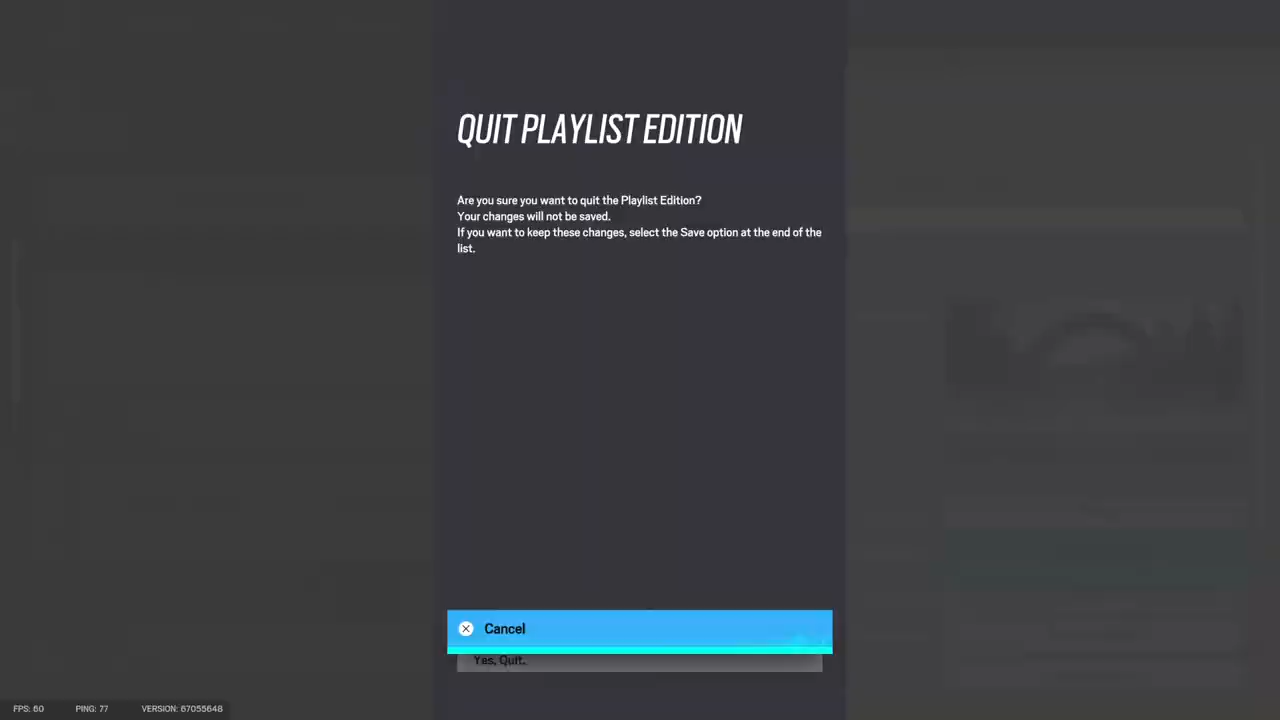 QUIT PLAYLIST EDITION
Are you sure you want to quit the Playlist Edition?
Your changes will not be saved.
If you want to keep these changes, select the Save option at the end of the
list.
Cancel
Yes, Quit.
FPS: 60 PING: 77 VERSION: 67055648